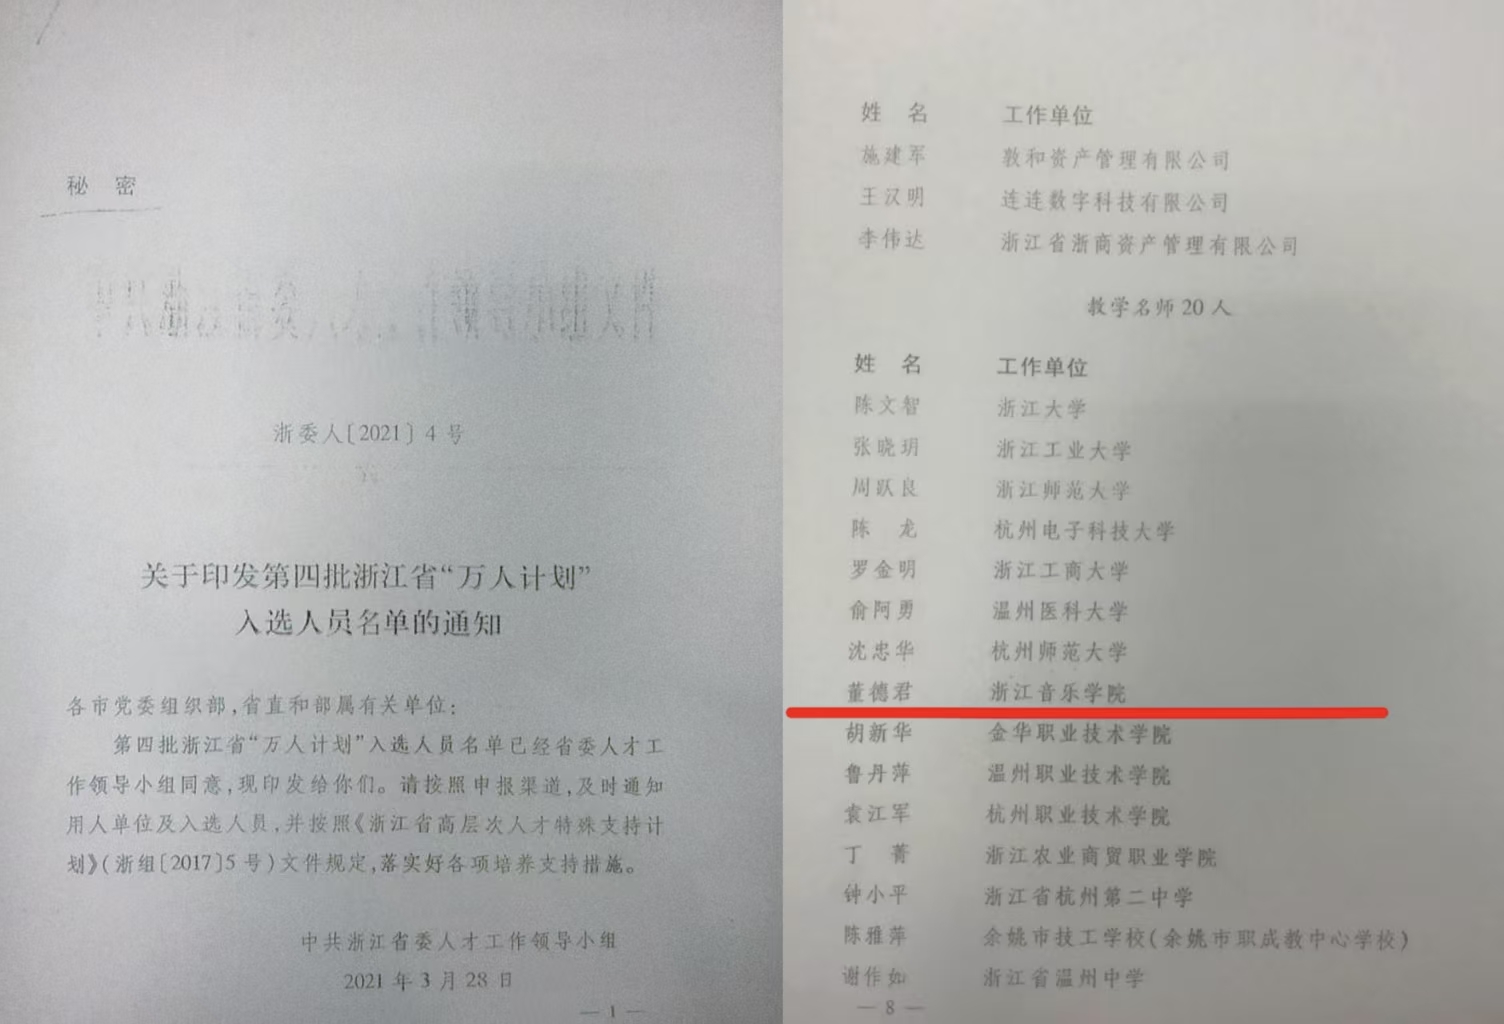 秘 密
浙委人〔2021〕4 号
关于印发第四批浙江省“万人计划”
入选人员名单的通知
各市党委组织部,省直和部属有关单位:
第四批浙江省“万人计划”入选人员名单已经省委人才工
作领导小组同意,现印发给你们。请按照申报渠道,及时通知
用人单位及入选人员,并按照《浙江省高层次人才特殊支持计
划》(浙组〔2017〕5 号)文件规定,落实好各项培养支持措施。
中共浙江省委人才工作领导小组
2021 年 3 月 28 日
— 1 —
姓 名 工作单位
施建军 敦和资产管理有限公司
王汉明 连连数字科技有限公司
李伟达 浙江省浙商资产管理有限公司
教学名师 20 人
姓 名 工作单位
陈文智 浙江大学
张晓玥 浙江工业大学
周跃良 浙江师范大学
陈 龙 杭州电子科技大学
罗金明 浙江工商大学
俞阿勇 温州医科大学
沈忠华 杭州师范大学
董德君 浙江音乐学院
胡新华 金华职业技术学院
鲁丹萍 温州职业技术学院
袁江军 杭州职业技术学院
丁 菁 浙江农业商贸职业学院
钟小平 浙江省杭州第二中学
陈雅萍 余姚市技工学校(余姚市职成教中心学校)
谢作如 浙江省温州中学
— 8 —